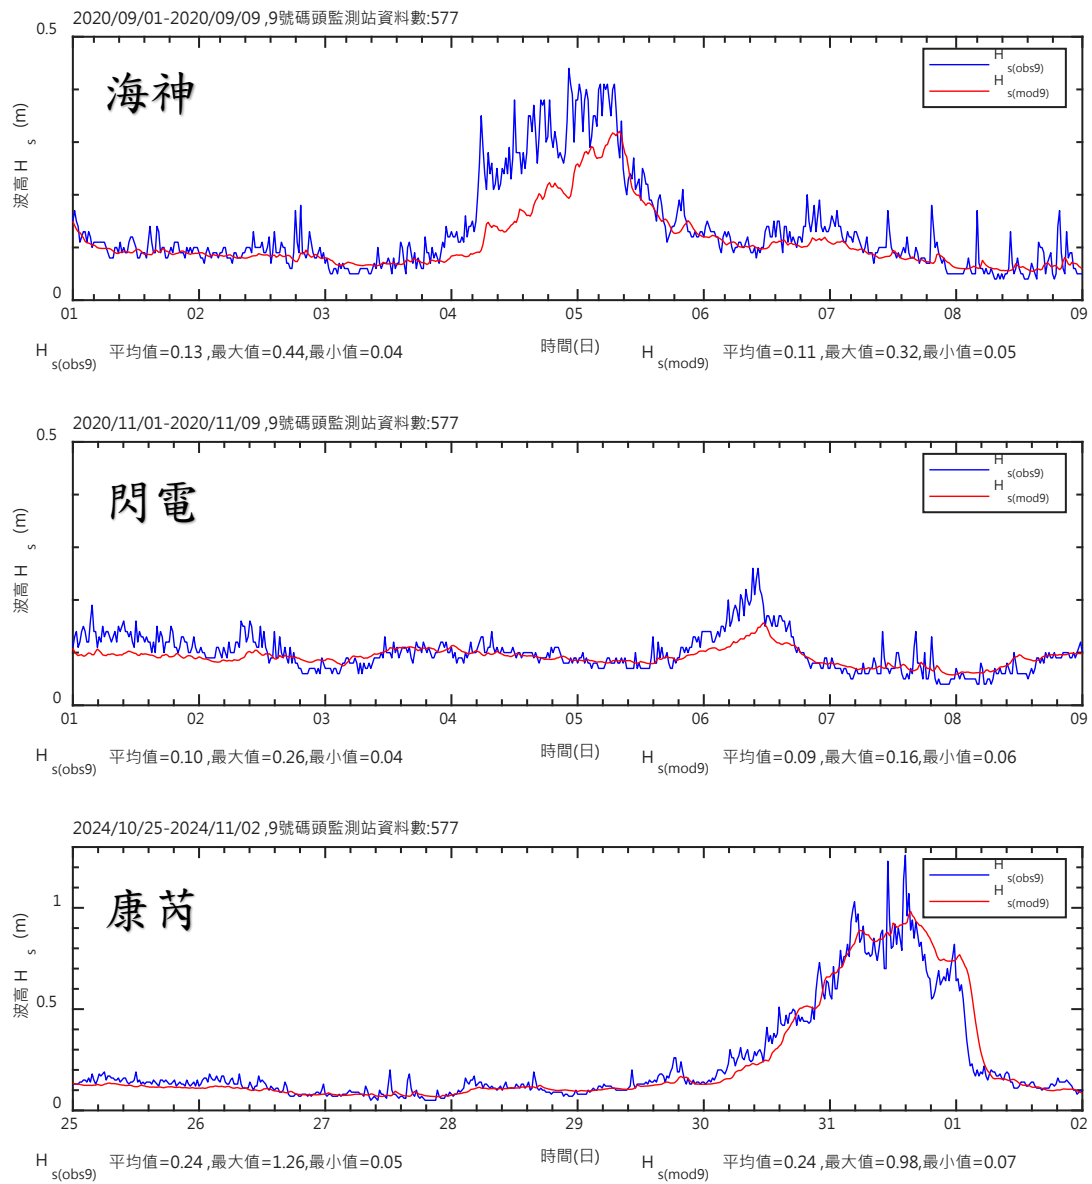 2020/09/01-2020/09/09 ,9號碼頭監測站資料數:577
0.5
海神
H s(obs9)
H s(mod9)
波高 H s (m)
0
01 02 03 04 05 06 07 08 09
時間(日)
H s(obs9) 平均值=0.13 ,最大值=0.44,最小值=0.04
H s(mod9) 平均值=0.11 ,最大值=0.32,最小值=0.05
2020/11/01-2020/11/09 ,9號碼頭監測站資料數:577
0.5
閃電
H s(obs9)
H s(mod9)
波高 H s (m)
0
01 02 03 04 05 06 07 08 09
時間(日)
H s(obs9) 平均值=0.10 ,最大值=0.26,最小值=0.04
H s(mod9) 平均值=0.09 ,最大值=0.16,最小值=0.06
2024/10/25-2024/11/02 ,9號碼頭監測站資料數:577
康芮
H s(obs9)
H s(mod9)
1
波高 H s (m)
0.5
0
25 26 27 28 29 30 31 01 02
時間(日)
H s(obs9) 平均值=0.24 ,最大值=1.26,最小值=0.05
H s(mod9) 平均值=0.24 ,最大值=0.98,最小值=0.07